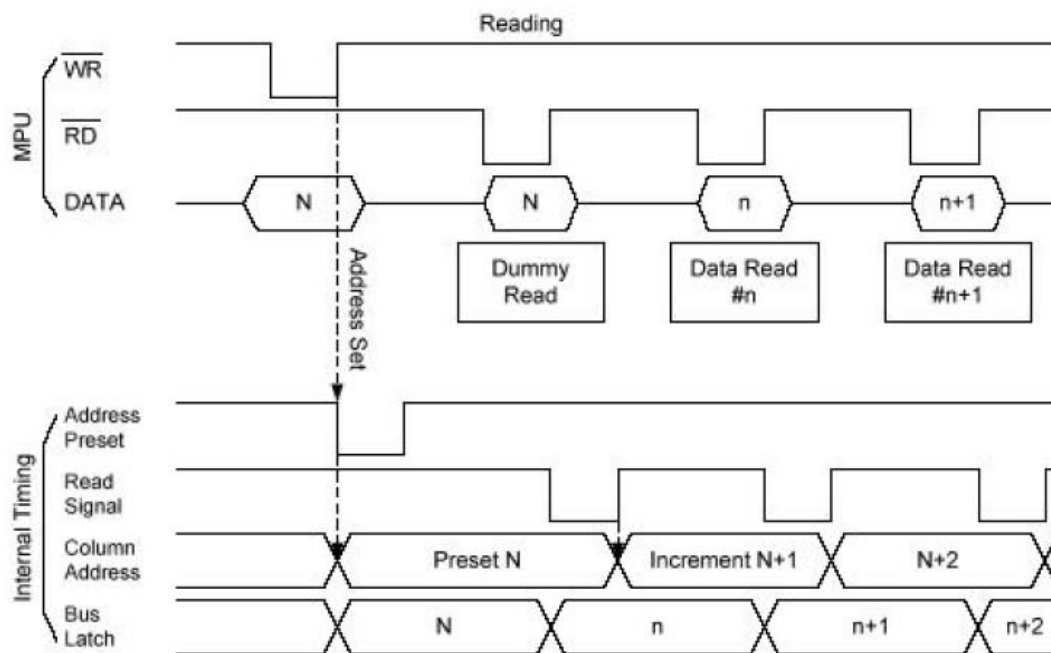 Reading
MPU
WR
RD
DATA
N
N
n
n+1
Dummy
Read
Data Read
#n
Data Read
#n+1
Address Set
Internal Timing
Address
Preset
Read
Signal
Column
Address
Preset N
Increment N+1
N+2
Bus
Latch
N
n
n+1
n+2